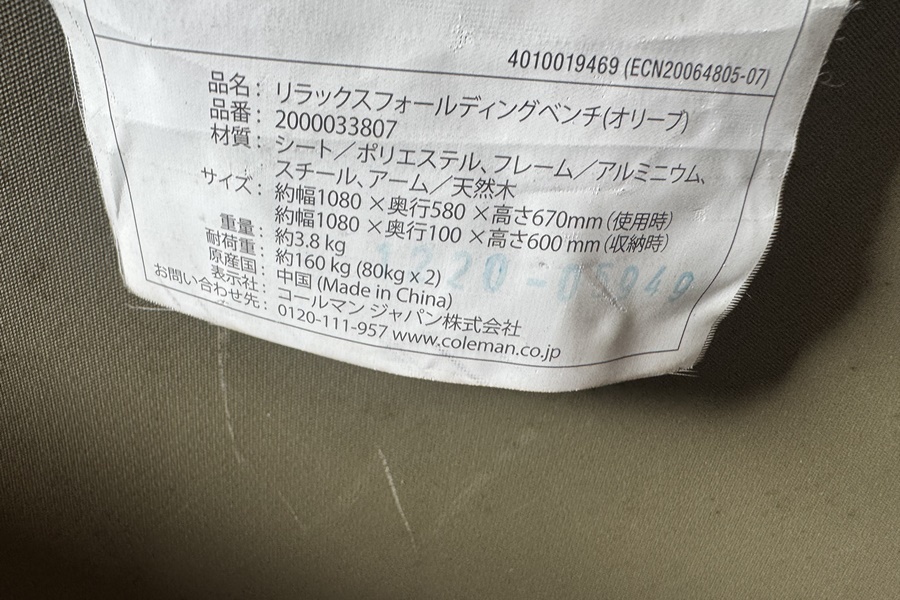 4010019469 (ECN20064805-07)
品名： リラックスフォールディングベンチ(オリーブ)
品番： 2000033807
材質： シート／ポリエステル、フレーム／アルミニウム、
スチール、アーム／天然木
サイズ： 約幅1080 ×奥行580 ×高さ670mm (使用時)
約幅1080 ×奥行100 ×高さ600 mm (収納時)
重量： 約3.8 kg
耐荷重： 約160 kg (80kg x 2)
原産国： 中国 (Made in China)
表示社： コールマン ジャパン株式会社
お問い合わせ先： 0120-111-957 www.coleman.co.jp